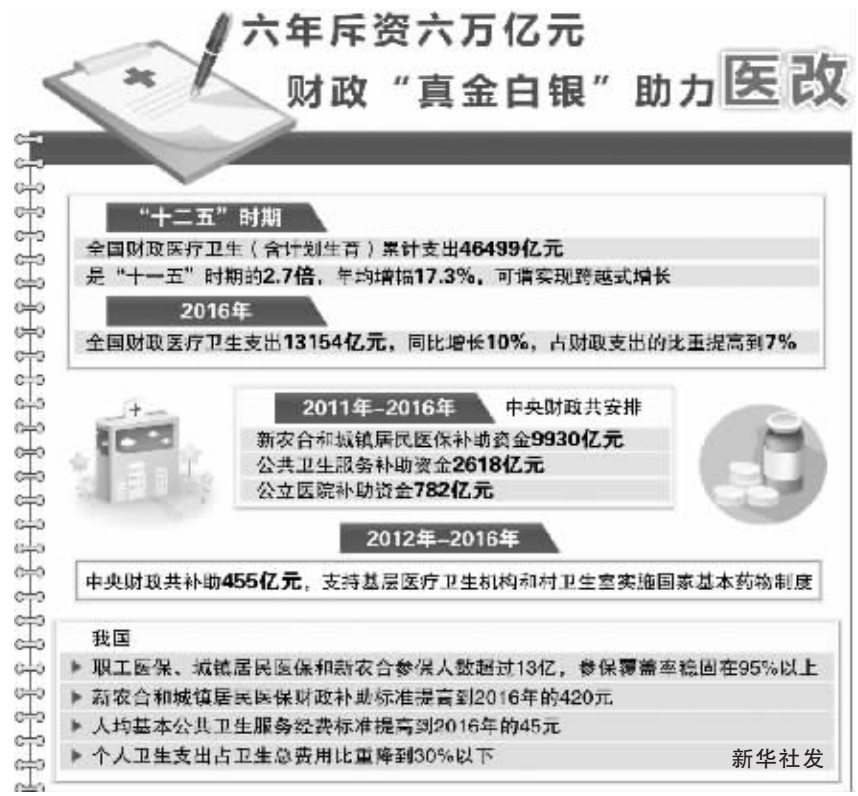 六年斥资六万亿元
财政“真金白银”助力医改
“十二五”时期
全国财政医疗卫生（含计划生育）累计支出46499亿元
是“十一五”时期的2.7倍，年均增幅17.3%，可谓实现跨越式增长
2016年
全国财政医疗卫生支出13154亿元，同比增长10%，占财政支出的比重提高到7%
2011年–2016年 中央财政共安排
新农合和城镇居民医保补助资金9930亿元
公共卫生服务补助资金2618亿元
公立医院补助资金782亿元
2012年–2016年
中央财政共补助455亿元，支持基层医疗卫生机构和村卫生室实施国家基本药物制度
我国
▶ 职工医保、城镇居民医保和新农合参保人数超过13亿，参保覆盖率稳固在95%以上
▶ 新农合和城镇居民医保财政补助标准提高到2016年的420元
▶ 人均基本公共卫生服务经费标准提高到2016年的45元
▶ 个人卫生支出占卫生总费用比重降到30%以下
新华社发